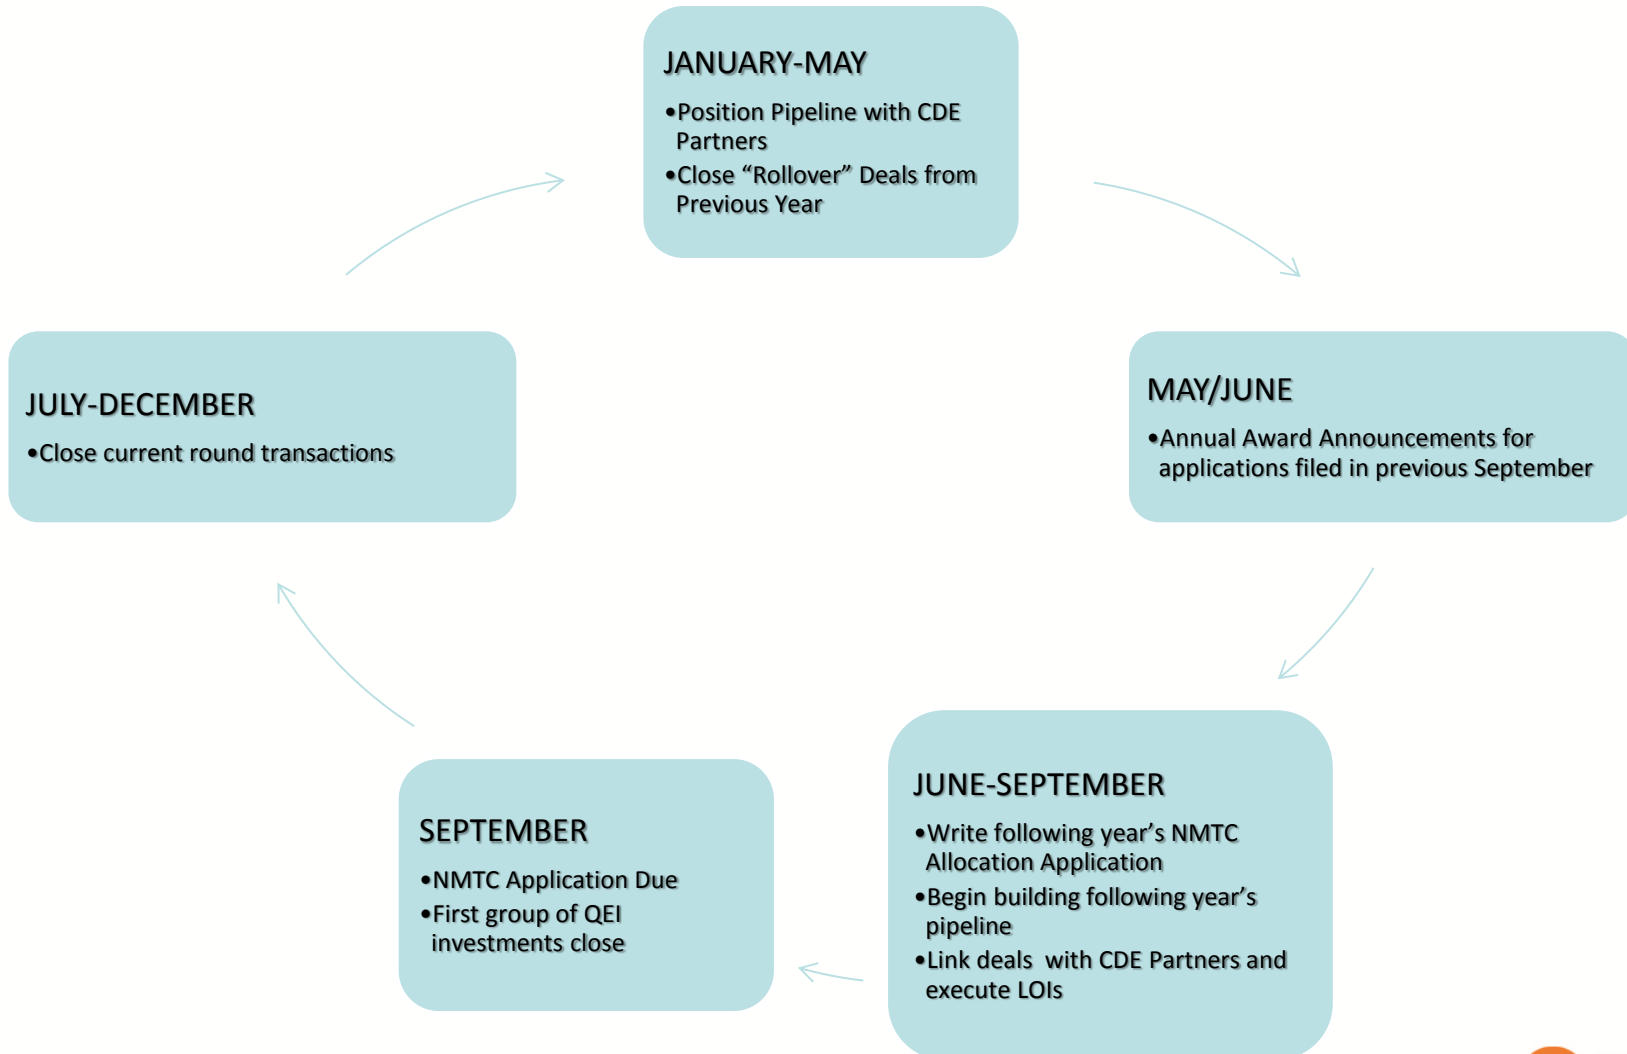 JANUARY-MAY
•Position Pipeline with CDE
Partners
•Close “Rollover” Deals from
Previous Year
MAY/JUNE
•Annual Award Announcements for
applications filed in previous September
JUNE-SEPTEMBER
•Write following year’s NMTC
Allocation Application
•Begin building following year’s
pipeline
•Link deals  with CDE Partners and
execute LOIs
SEPTEMBER
•NMTC Application Due
•First group of QEI
investments close
JULY-DECEMBER
•Close current round transactions